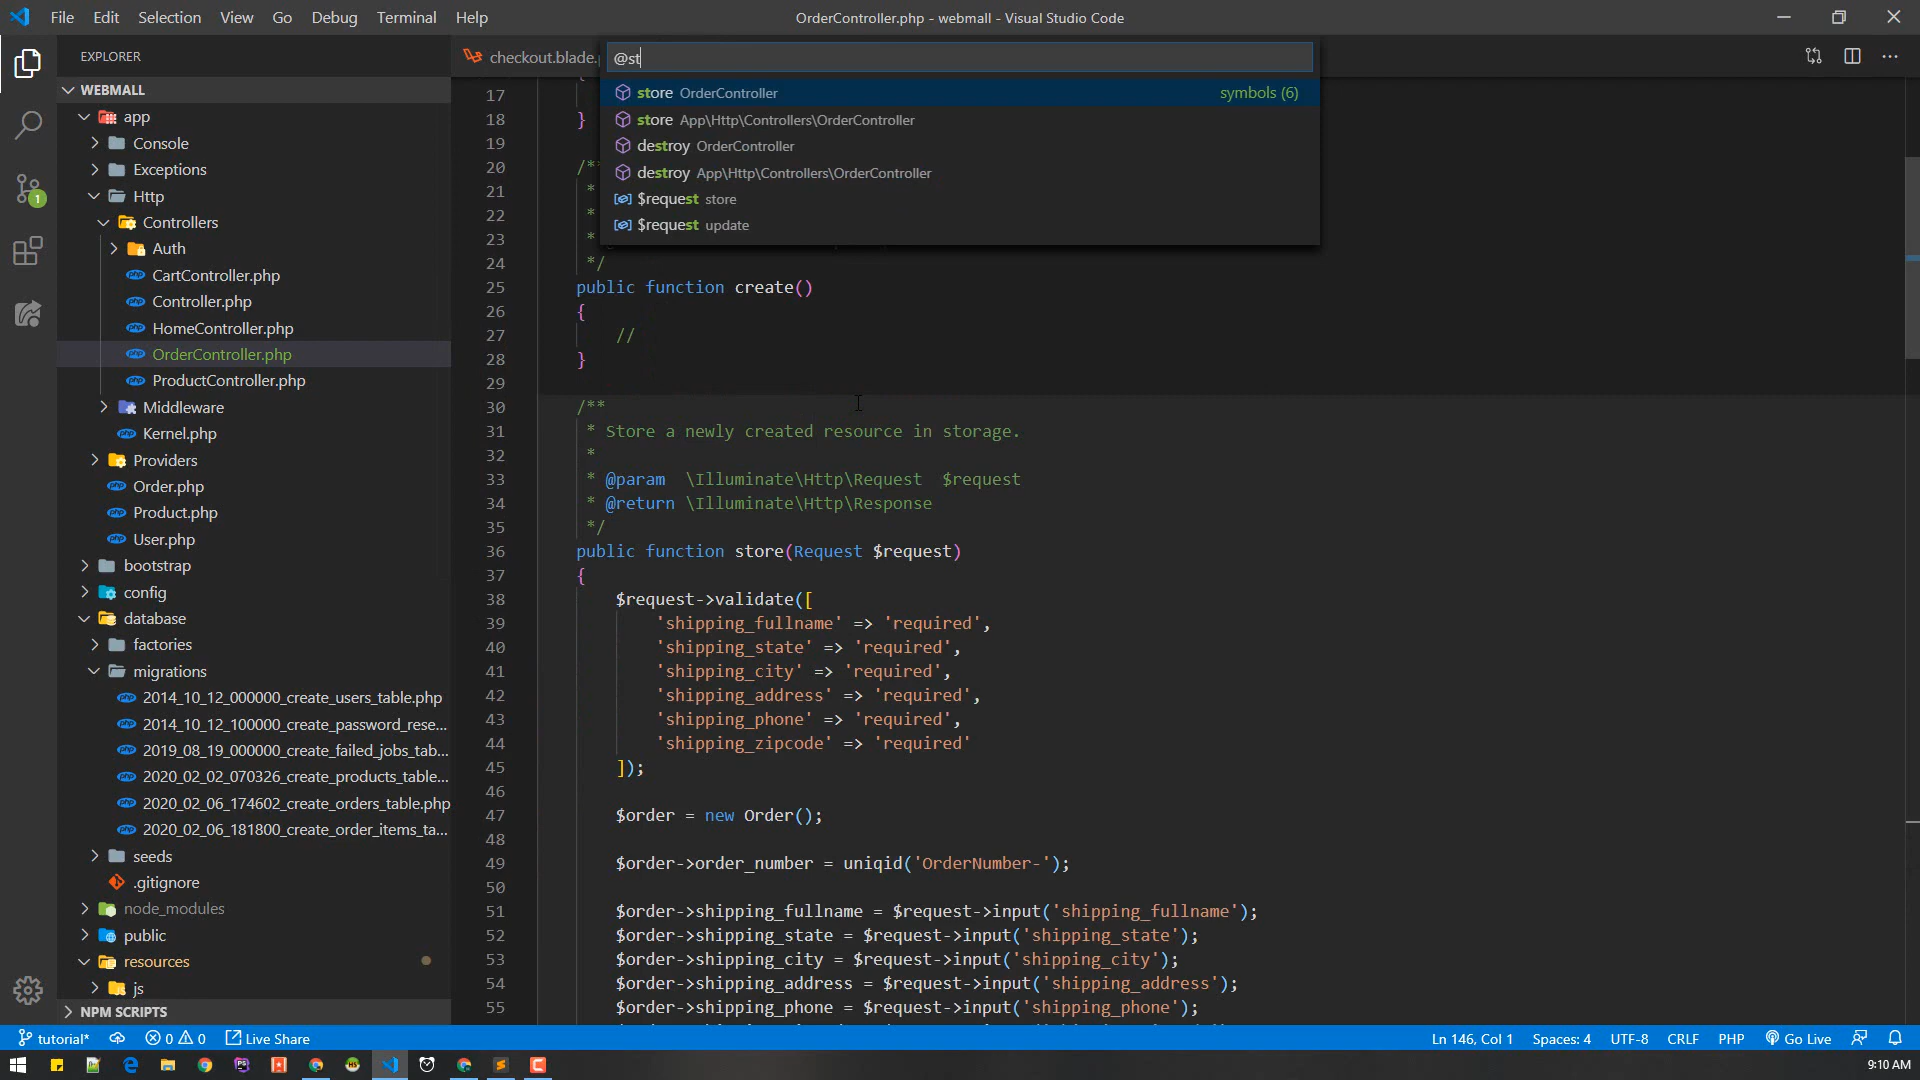 File Edit Selection View Go Debug Terminal Help
OrderController.php - webmall - Visual Studio Code
EXPLORER
WEBMALL
app
Console
Exceptions
Http
Controllers
Auth
CartController.php
Controller.php
HomeController.php
OrderController.php
ProductController.php
Middleware
Kernel.php
Providers
Order.php
Product.php
User.php
bootstrap
config
database
factories
migrations
2014_10_12_000000_create_users_table.php
2014_10_12_100000_create_password_rese...
2019_08_19_000000_create_failed_jobs_tab...
2020_02_02_070326_create_products_table...
2020_02_06_174602_create_orders_table.php
2020_02_06_181800_create_order_items_ta...
seeds
.gitignore
node_modules
public
resources
js
NPM SCRIPTS
checkout.blade.
@st
store OrderController symbols (6)
store App\Http\Controllers\OrderController
destroy OrderController
destroy App\Http\Controllers\OrderController
$request store
$request update
17
18 }
19
20 /**
21 *
22 *
23 *
24 */
25 public function create()
26 {
27 //
28 }
29
30 /**
31 * Store a newly created resource in storage.
32 *
33 * @param \Illuminate\Http\Request $request
34 * @return \Illuminate\Http\Response
35 */
36 public function store(Request $request)
37 {
38 $request->validate([
39 'shipping_fullname' => 'required',
40 'shipping_state' => 'required',
41 'shipping_city' => 'required',
42 'shipping_address' => 'required',
43 'shipping_phone' => 'required',
44 'shipping_zipcode' => 'required'
45 ]);
46
47 $order = new Order();
48
49 $order->order_number = uniqid('OrderNumber-');
50
51 $order->shipping_fullname = $request->input('shipping_fullname');
52 $order->shipping_state = $request->input('shipping_state');
53 $order->shipping_city = $request->input('shipping_city');
54 $order->shipping_address = $request->input('shipping_address');
55 $order->shipping_phone = $request->input('shipping_phone');
1
tutorial* 0 0 Live Share Ln 146, Col 1 Spaces: 4 UTF-8 CRLF PHP Go Live
9:10 AM